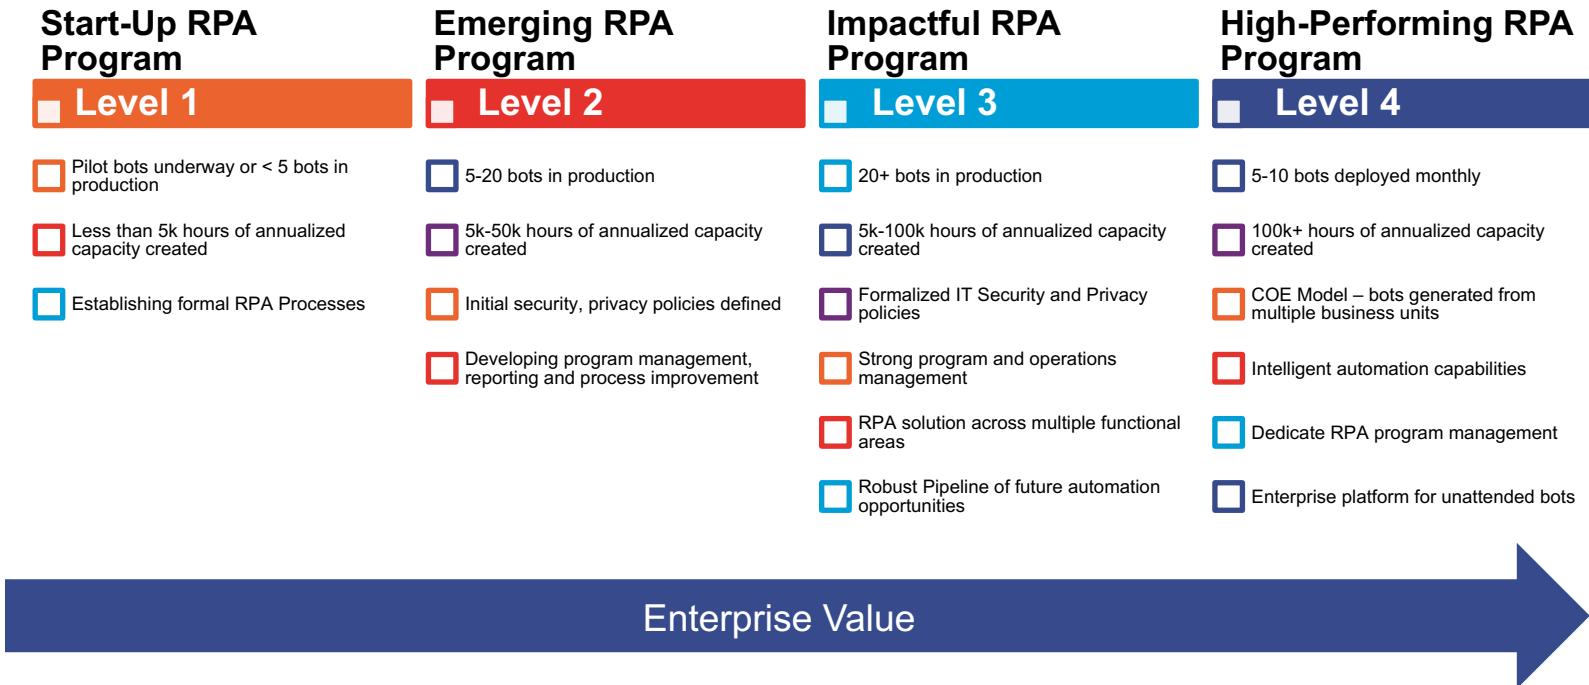 Start-Up RPA
Program
Level 1
Pilot bots underway or < 5 bots in
production
Less than 5k hours of annualized
capacity created
Establishing formal RPA Processes
Emerging RPA
Program
Level 2
5-20 bots in production
5k-50k hours of annualized capacity
created
Initial security, privacy policies defined
Developing program management,
reporting and process improvement
Impactful RPA
Program
Level 3
20+ bots in production
5k-100k hours of annualized capacity
created
Formalized IT Security and Privacy
policies
Strong program and operations
management
RPA solution across multiple functional
areas
Robust Pipeline of future automation
opportunities
High-Performing RPA
Program
Level 4
5-10 bots deployed monthly
100k+ hours of annualized capacity
created
COE Model – bots generated from
multiple business units
Intelligent automation capabilities
Dedicate RPA program management
Enterprise platform for unattended bots
Enterprise Value